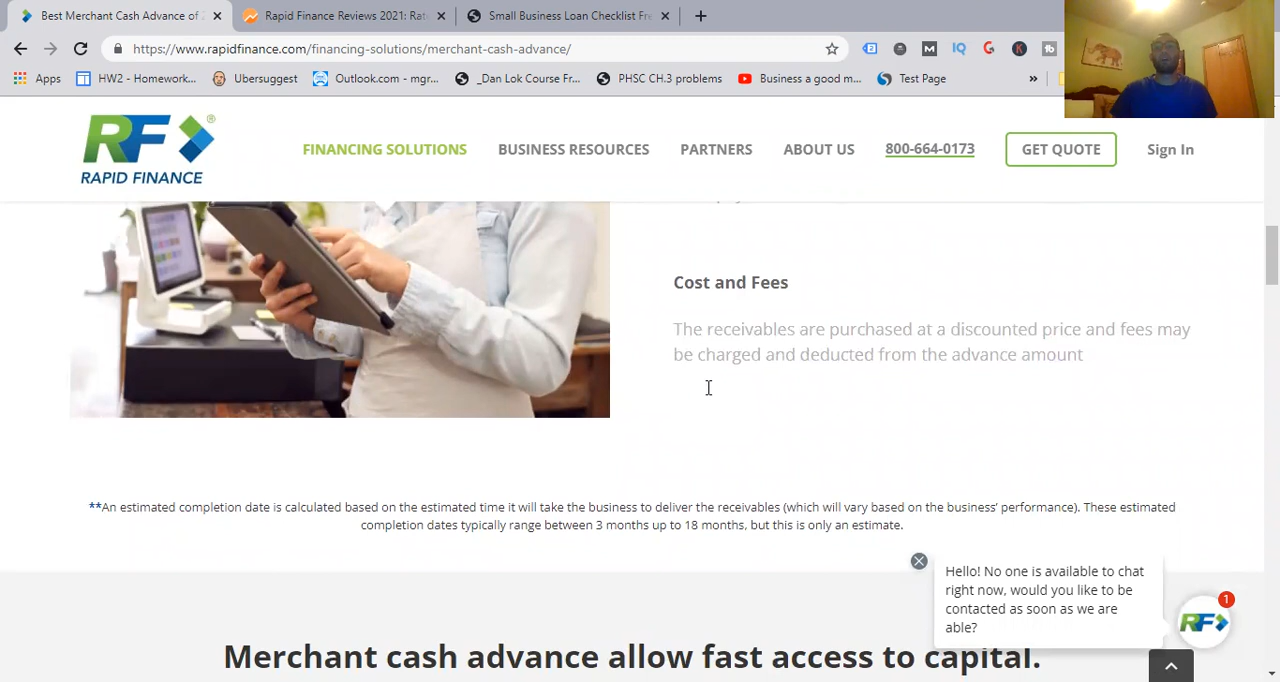 Best Merchant Cash Advance of 2
Rapid Finance Reviews 2021: Rat
Small Business Loan Checklist Fre
https://www.rapidfinance.com/financing-solutions/merchant-cash-advance/
M
IQ
G
K
tb
Apps
HW2 - Homework...
Ubersuggest
Outlook.com - mgr...
_Dan Lok Course Fr...
PHSC CH.3 problems
Business a good m...
Test Page
»
RF ®
RAPID FINANCE
FINANCING SOLUTIONS
BUSINESS RESOURCES
PARTNERS
ABOUT US
800-664-0173
GET QUOTE
Sign In
Cost and Fees
The receivables are purchased at a discounted price and fees may
be charged and deducted from the advance amount
**An estimated completion date is calculated based on the estimated time it will take the business to deliver the receivables (which will vary based on the business' performance). These estimated
completion dates typically range between 3 months up to 18 months, but this is only an estimate.
Hello! No one is available to chat
right now, would you like to be
contacted as soon as we are
able?
RF
1
Merchant cash advance allow fast access to capital.